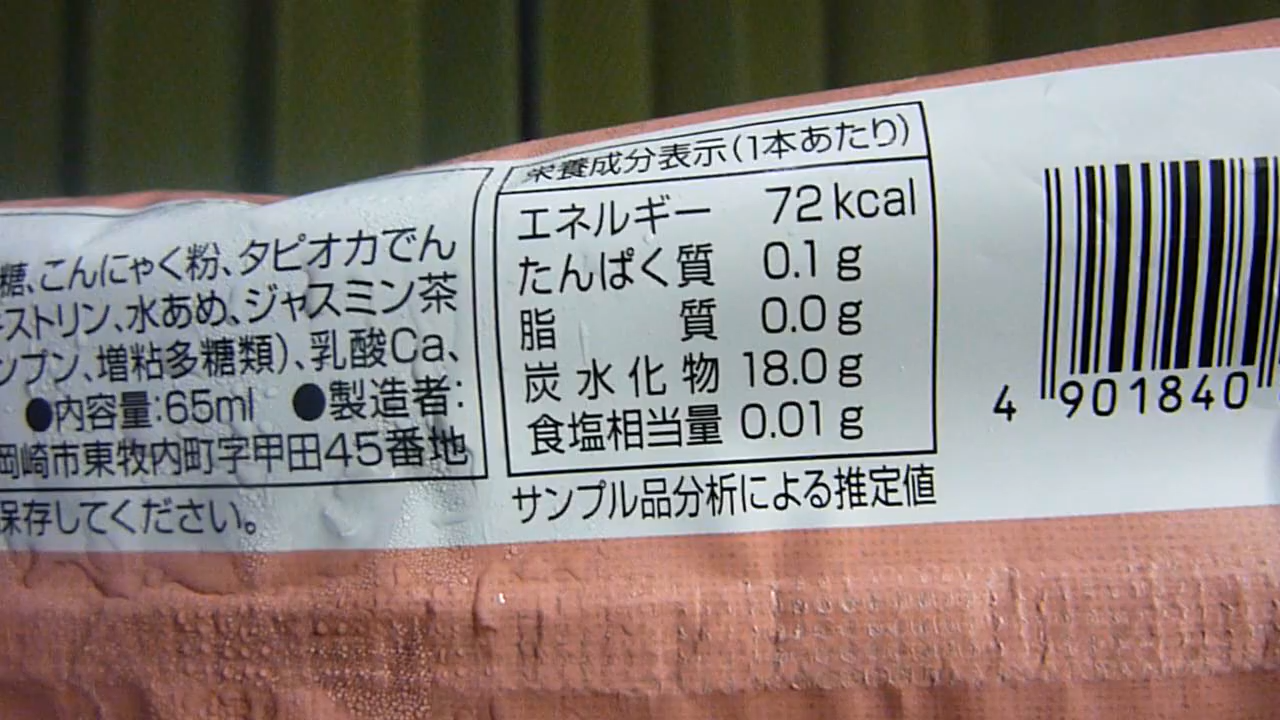 糖、こんにゃく粉、タピオカでん
キストリン、水あめ、ジャスミン茶
ンプン、増粘多糖類)、乳酸Ca、
●内容量:65ml ●製造者:
岡崎市東牧内町字甲田45番地
保存してください。
栄養成分表示(1本あたり)
エネルギー 72kcal
たんぱく質 0.1g
脂質 0.0g
炭水化物 18.0g
食塩相当量 0.01g
サンプル品分析による推定値
4 901840